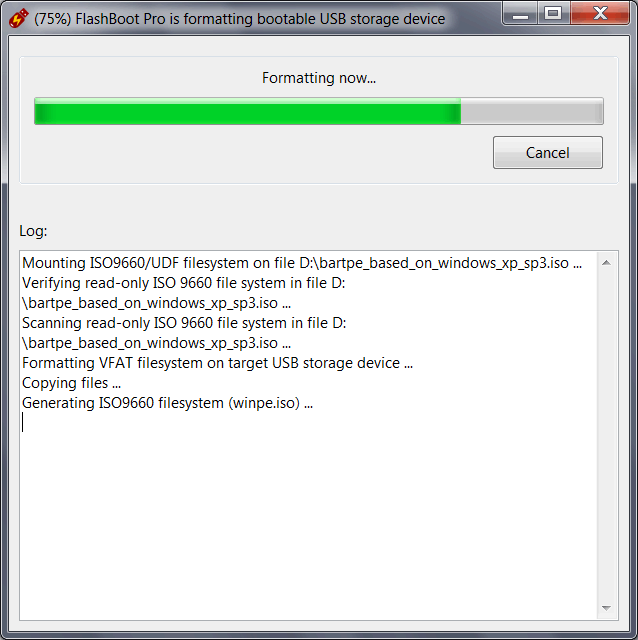 (75%) FlashBoot Pro is formatting bootable USB storage device
Formatting now...
Cancel
Log:
Mounting ISO9660/UDF filesystem on file D:\bartpe_based_on_windows_xp_sp3.iso ...
Verifying read-only ISO 9660 file system in file D:
\bartpe_based_on_windows_xp_sp3.iso ...
Scanning read-only ISO 9660 file system in file D:
\bartpe_based_on_windows_xp_sp3.iso ...
Formatting VFAT filesystem on target USB storage device ...
Copying files ...
Generating ISO9660 filesystem (winpe.iso) ...